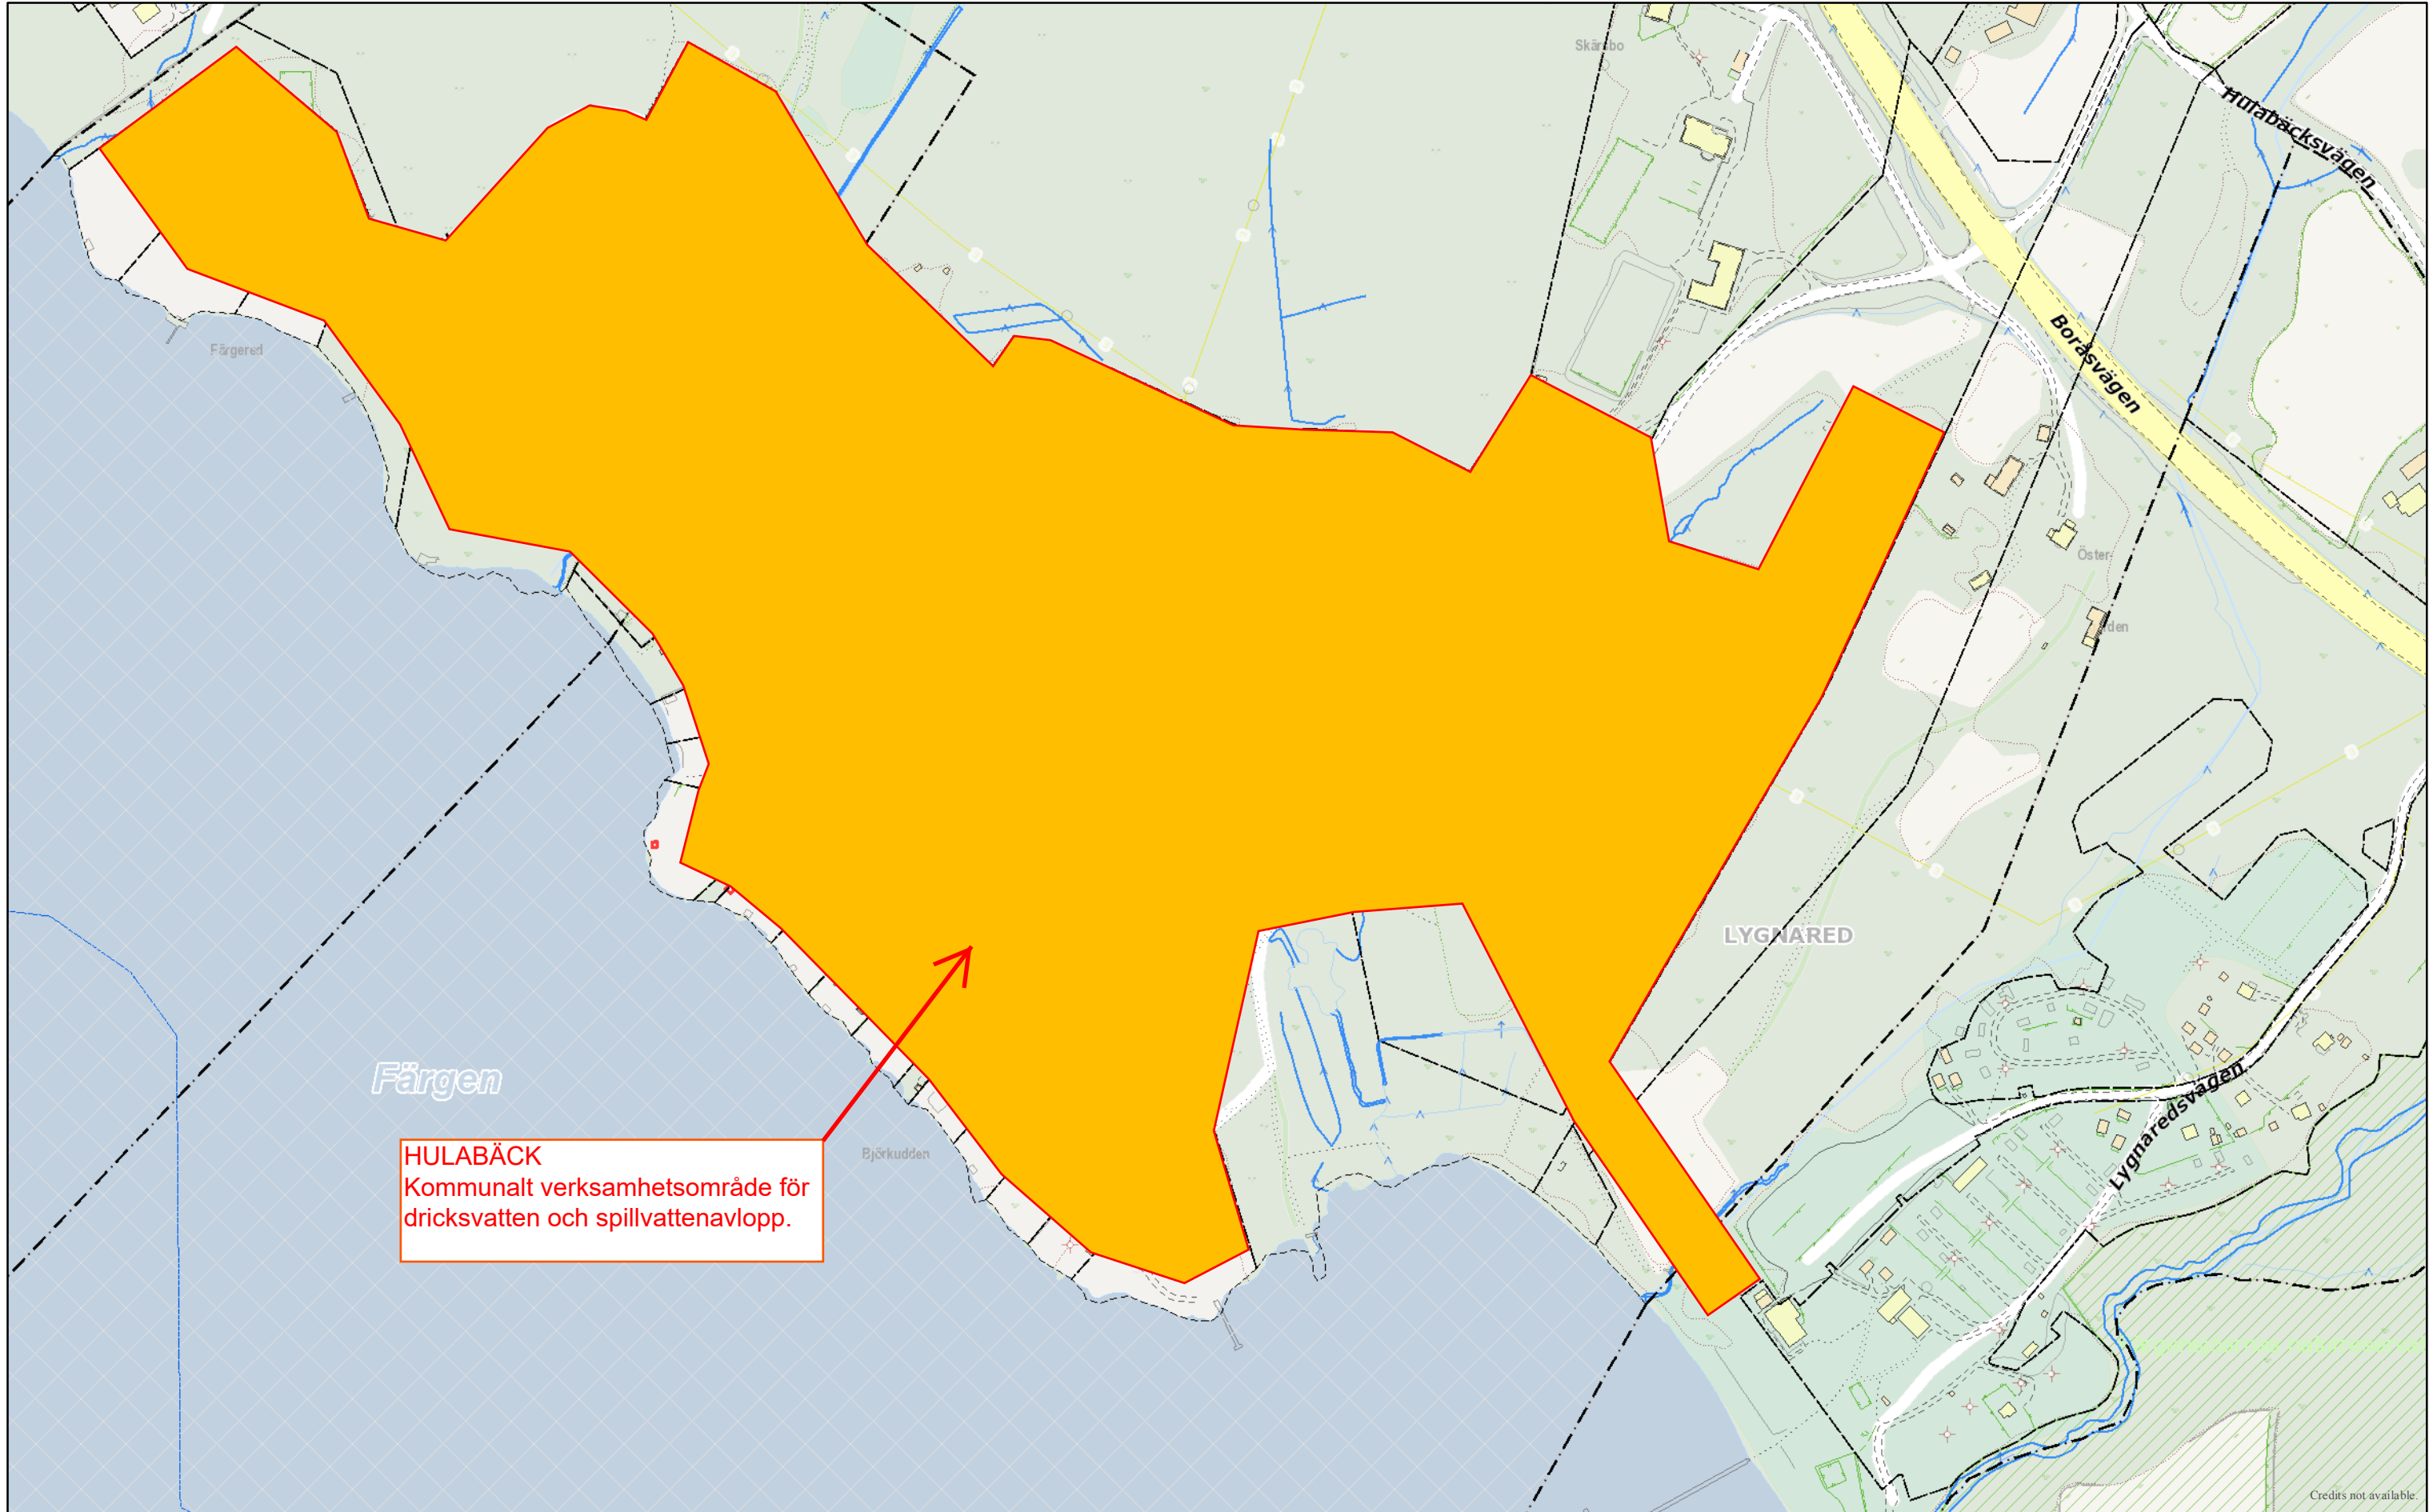 Skärsbo
Hulabäcksvägen
Färgered
Boråsvägen
Öster-
LYGNARED
Färgen
Lygnaredsvägen
HULABÄCK
Kommunalt verksamhetsområde för
dricksvatten och spillvattenavlopp.
Björkudden
Credits not available.